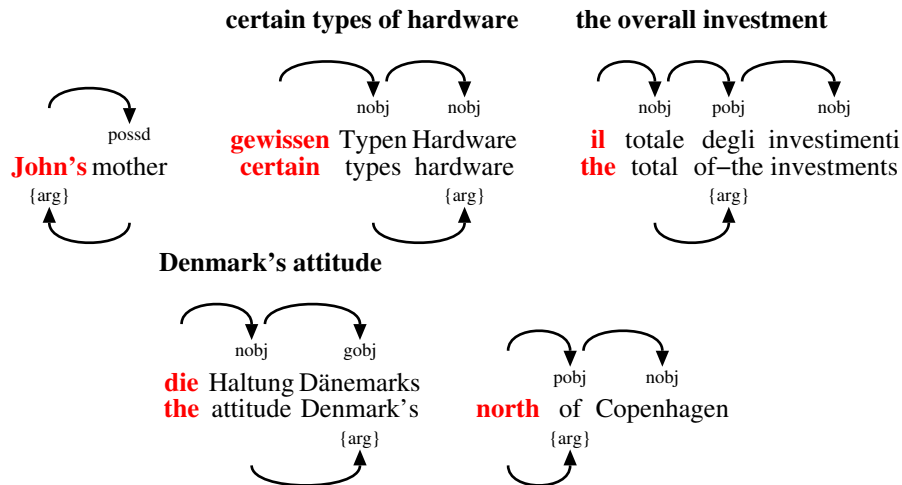 certain types of hardware
the overall investment
possd
John's mother
{arg}
nobj nobj
gewissen Typen Hardware
certain types hardware
{arg}
nobj pobj nobj
il totale degli investimenti
the total of−the investments
{arg}
Denmark's attitude
nobj gobj
die Haltung Dänemarks
the attitude Denmark's
{arg}
pobj nobj
north of Copenhagen
{arg}